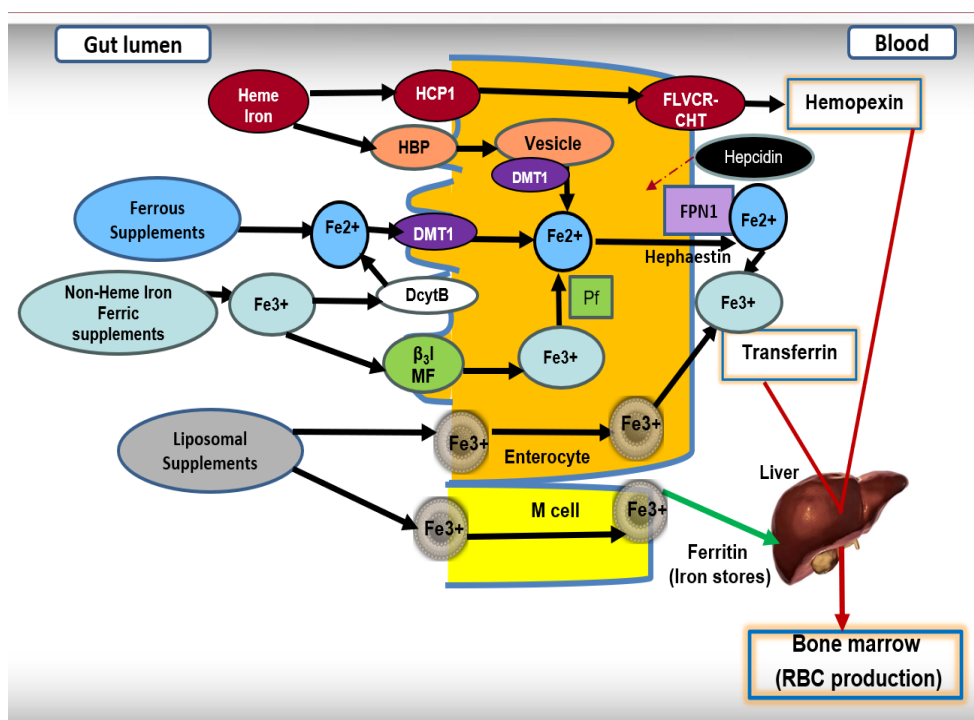 Gut lumen
Blood
Heme
Iron
HCP1
FLVCR-
CHT
Hemopexin
HBP
Vesicle
DMT1
Hepcidin
Ferrous
Supplements
Fe2+
DMT1
Fe2+
FPN1
Fe2+
Hephaestin
Non-Heme Iron
Ferric
supplements
Fe3+
DcytB
Pf
Fe3+
β₃I
MF
Fe3+
Transferrin
Liposomal
Supplements
Fe3+
Fe3+
Enterocyte
Liver
Fe3+
M cell
Fe3+
Ferritin
(Iron stores)
Bone marrow
(RBC production)